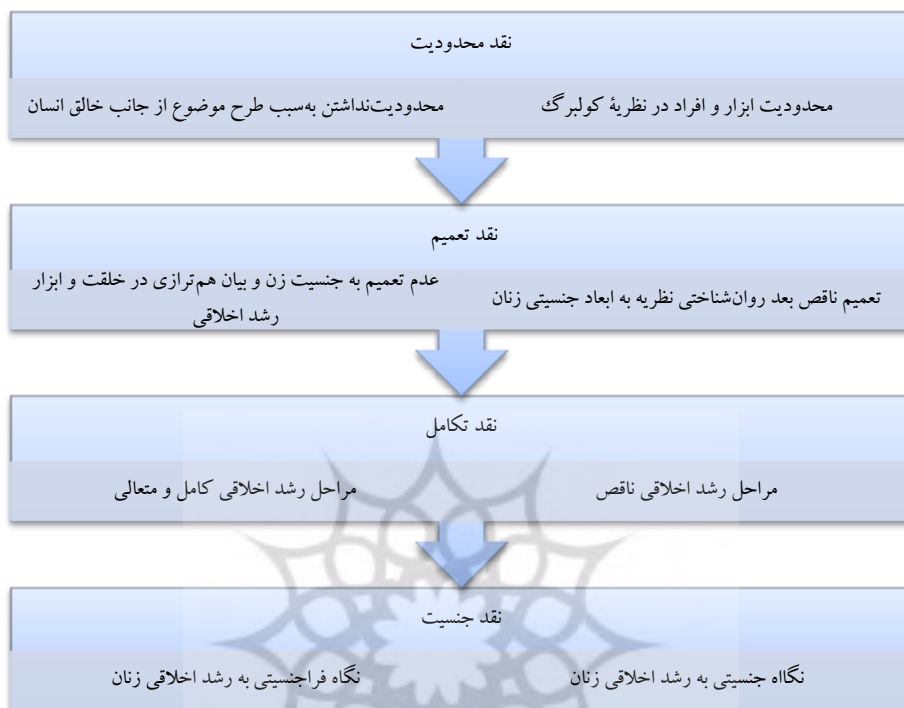 نقد محدودیت
محدودیت ابزار و افراد در نظریهٔ کولبرگ
محدودیت‌نداشتن به‌سبب طرح موضوع از جانب خالق انسان
نقد تعمیم
تعمیم ناقص بعد روان‌شناختی نظریه به ابعاد جنسیتی زنان
عدم تعمیم به جنسیت زن و بیان هم‌ترازی در خلقت و ابزار
رشد اخلاقی
نقد تکامل
مراحل رشد اخلاقی ناقص
مراحل رشد اخلاقی کامل و متعالی
نقد جنسیت
نگااه جنسیتی به رشد اخلاقی زنان
نگاه فراجنسیتی به رشد اخلاقی زنان